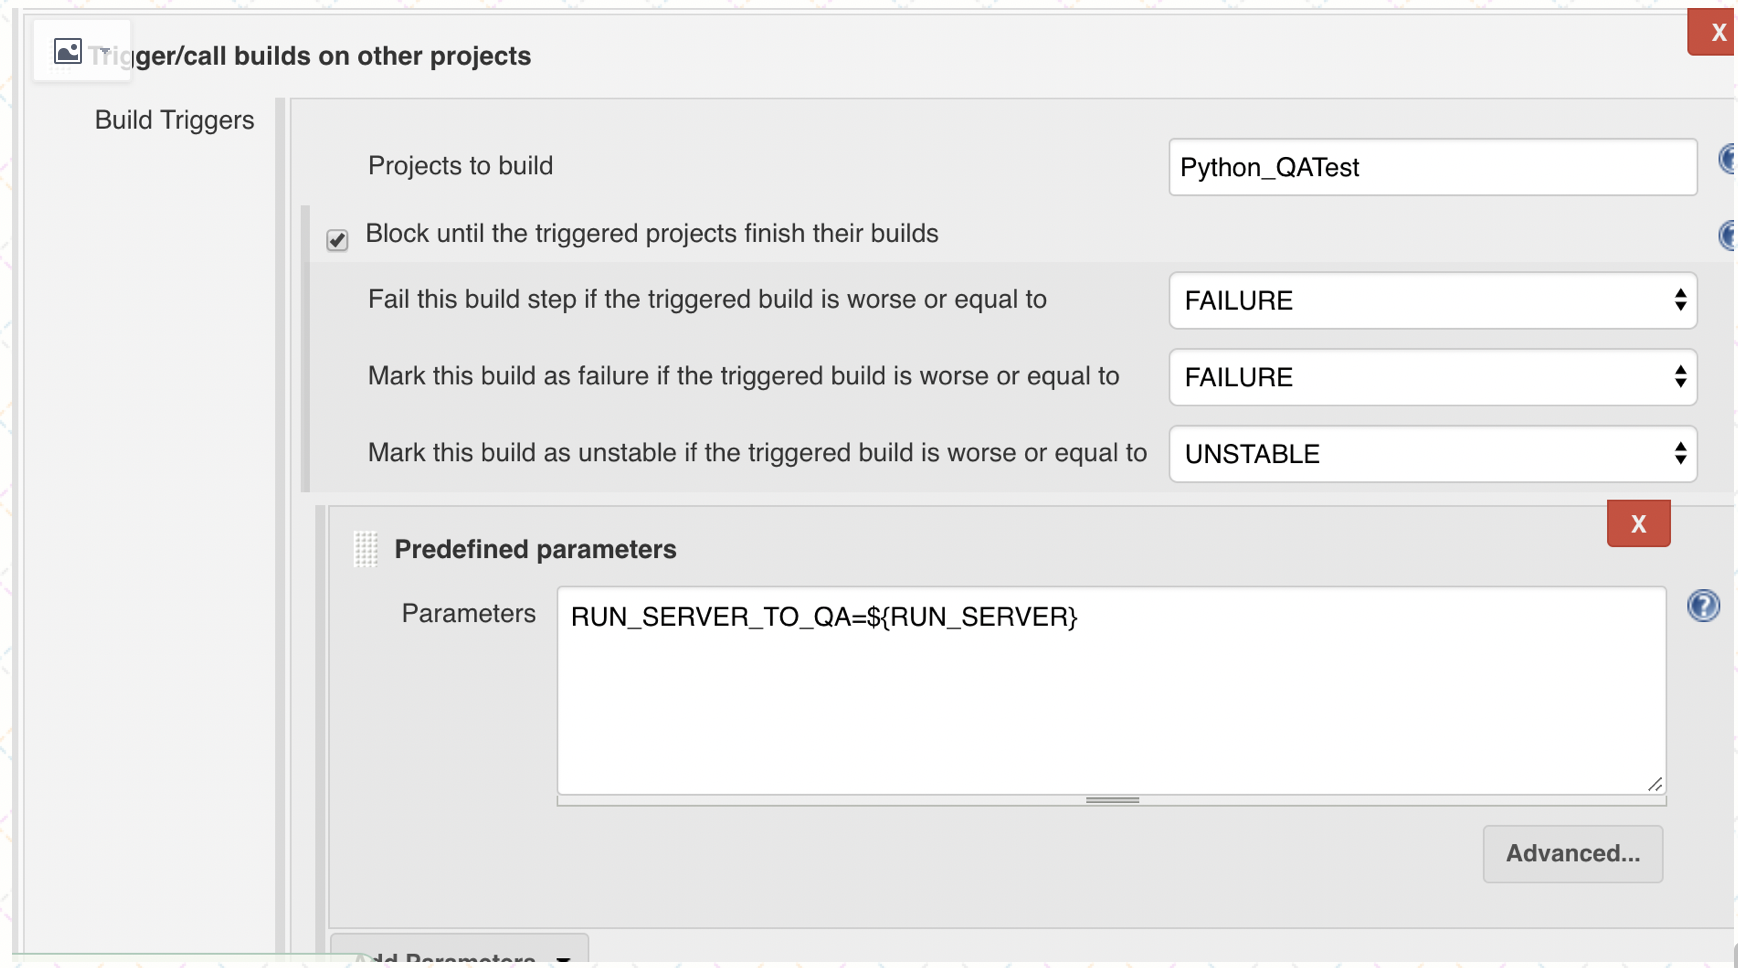 Trigger/call builds on other projects
X
Build Triggers
Projects to build
Python_QATest
Block until the triggered projects finish their builds
Fail this build step if the triggered build is worse or equal to
FAILURE
Mark this build as failure if the triggered build is worse or equal to
FAILURE
Mark this build as unstable if the triggered build is worse or equal to
UNSTABLE
X
Predefined parameters
Parameters
RUN_SERVER_TO_QA=${RUN_SERVER}
?
Advanced...
Add Parameters